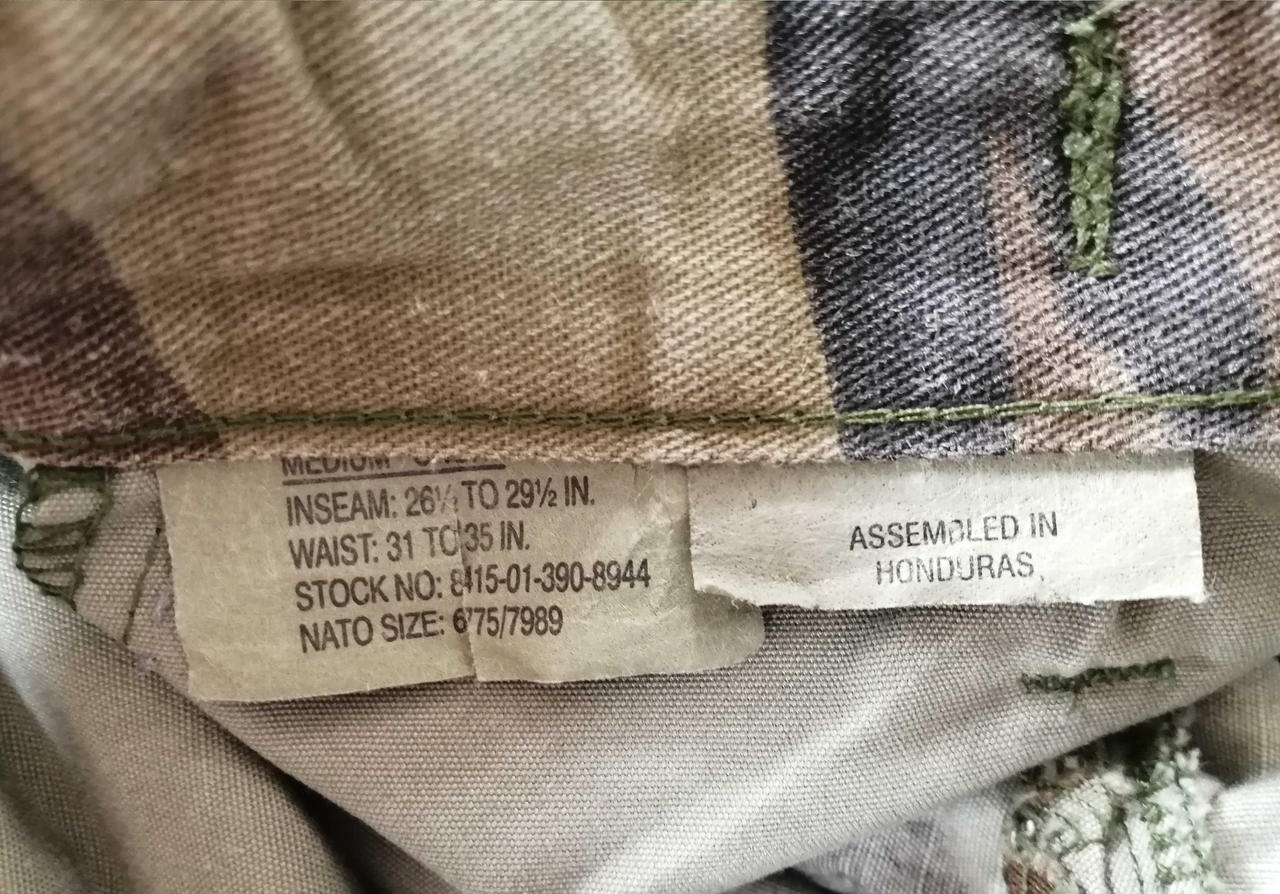 MEDIUM
INSEAM: 26½ TO 29½ IN.
WAIST: 31 TO 35 IN.
STOCK NO: 8415-01-390-8944
NATO SIZE: 6775/7989
ASSEMBLED IN
HONDURAS